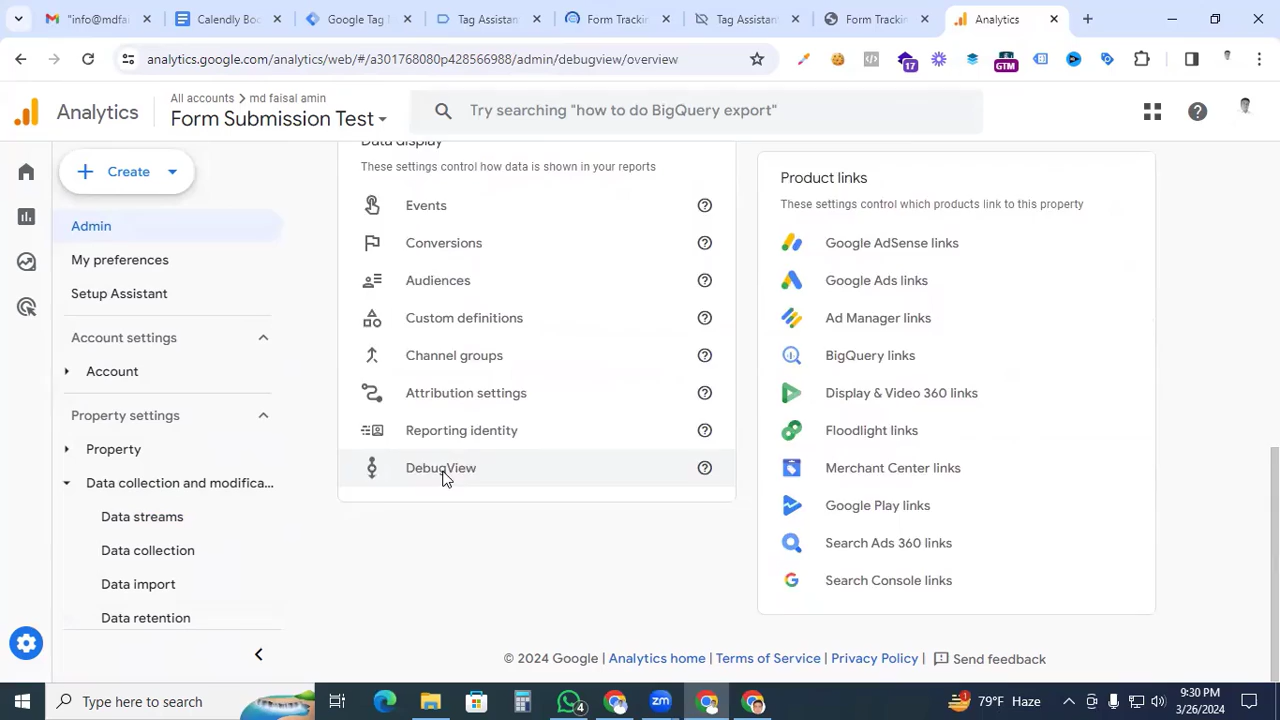 "info@md
Calendly Boo
Google Tag
Tag Assistan
Form Trackin
Tag Assistan
Form Trackin
Analytics
analytics.google.com/analytics/web/#/a301768080p428566988/admin/debugview/overview
17
GTM
Analytics
All accounts > md faisal amin
Form Submission Test
Try searching "how to do BigQuery export"
Create
Admin
My preferences
Setup Assistant
Account settings
Account
Property settings
Property
Data collection and modifica...
Data streams
Data collection
Data import
Data retention
Data display
These settings control how data is shown in your reports
Events
Conversions
Audiences
Custom definitions
Channel groups
Attribution settings
Reporting identity
DebugView
Product links
These settings control which products link to this property
Google AdSense links
Google Ads links
Ad Manager links
BigQuery links
Display & Video 360 links
Floodlight links
Merchant Center links
Google Play links
Search Ads 360 links
Search Console links
© 2024 Google | Analytics home | Terms of Service | Privacy Policy | Send feedback
Type here to search
4
zm
1
79°F Haze
9:30 PM
3/26/2024